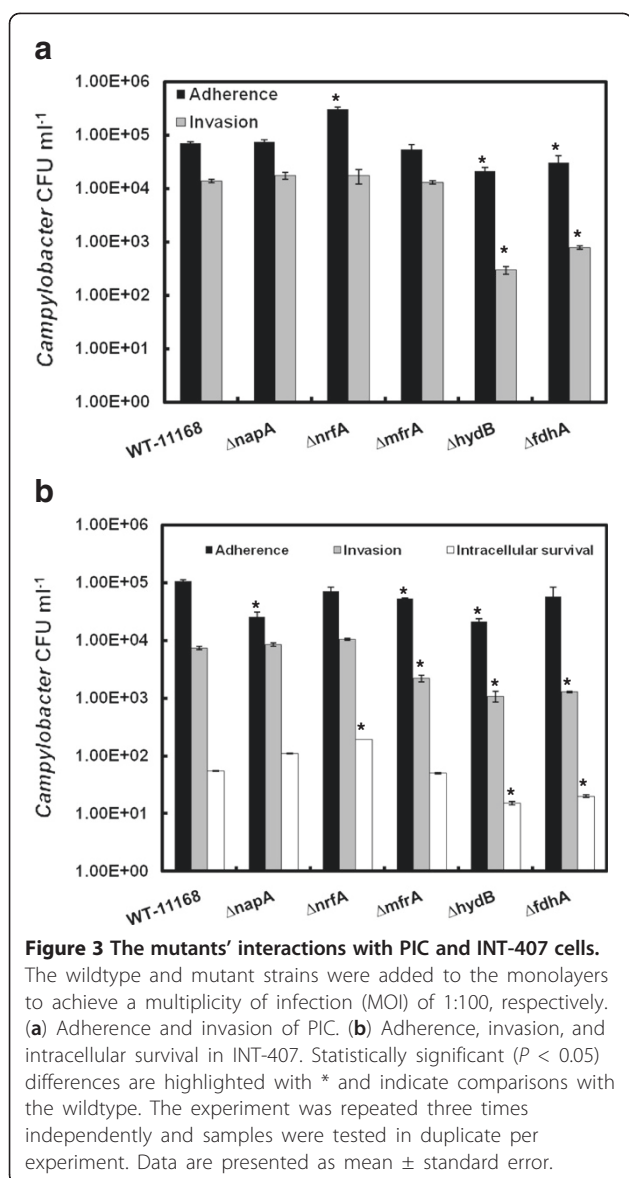 a
1.00E+06
1.00E+05
1.00E+04
1.00E+03
1.00E+02
1.00E+01
1.00E+00
Campylobacter CFU ml-1
Adherence
Invasion
*
*
*
*
*
WT-11168
ΔnapA
ΔnrfA
ΔmfrA
ΔhydB
ΔfdhA
b
1.00E+06
1.00E+05
1.00E+04
1.00E+03
1.00E+02
1.00E+01
1.00E+00
Campylobacter CFU ml-1
Adherence
Invasion
Intracellular survival
*
*
*
*
*
*
*
*
*
WT-11168
ΔnapA
ΔnrfA
ΔmfrA
ΔhydB
ΔfdhA
Figure 3 The mutants' interactions with PIC and INT-407 cells.
The wildtype and mutant strains were added to the monolayers
to achieve a multiplicity of infection (MOI) of 1:100, respectively.
(a) Adherence and invasion of PIC. (b) Adherence, invasion, and
intracellular survival in INT-407. Statistically significant (P < 0.05)
differences are highlighted with * and indicate comparisons with
the wildtype. The experiment was repeated three times
independently and samples were tested in duplicate per
experiment. Data are presented as mean ± standard error.